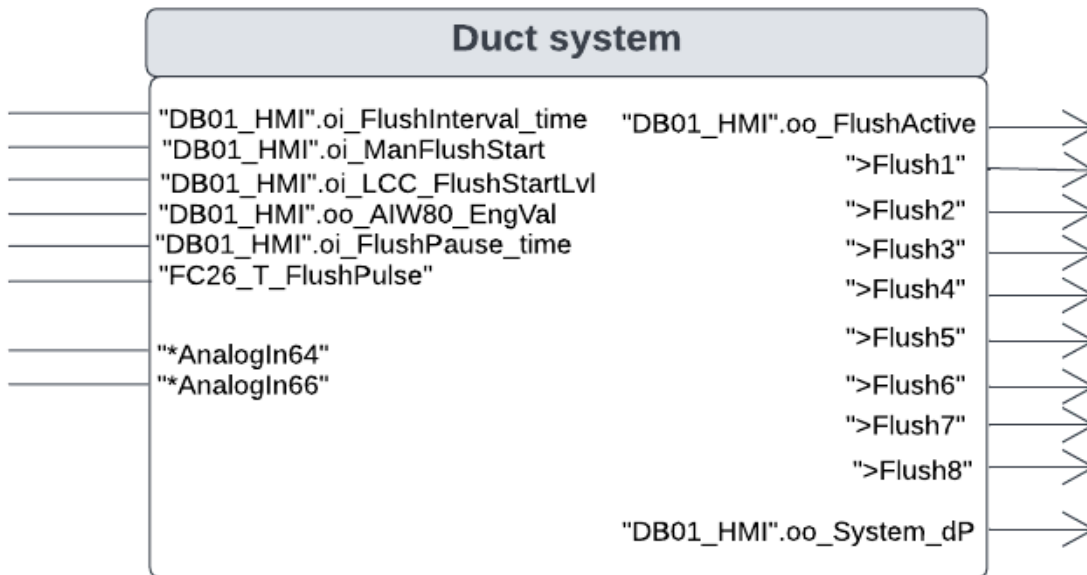 Duct system
"DB01_HMI".oi_FlushInterval_time
"DB01_HMI".oi_ManFlushStart
"DB01_HMI".oi_LCC_FlushStartLvl
"DB01_HMI".oo_AIW80_EngVal
"DB01_HMI".oi_FlushPause_time
"FC26_T_FlushPulse"
"*AnalogIn64"
"*AnalogIn66"
"DB01_HMI".oo_FlushActive
">Flush1"
">Flush2"
">Flush3"
">Flush4"
">Flush5"
">Flush6"
">Flush7"
">Flush8"
"DB01_HMI".oo_System_dP